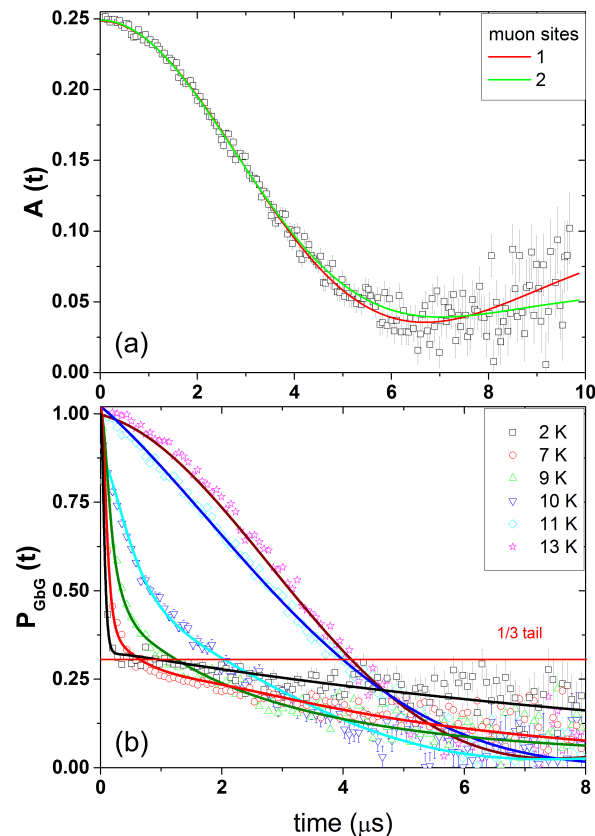 0.25
0.20
0.15
0.10
0.05
0.00
A (t)
muon sites
1
2
(a)
0 2 4 6 8 10
1.00
0.75
0.50
0.25
0.00
P_GbG (t)
2 K
7 K
9 K
10 K
11 K
13 K
1/3 tail
(b)
0 2 4 6 8
time (μs)